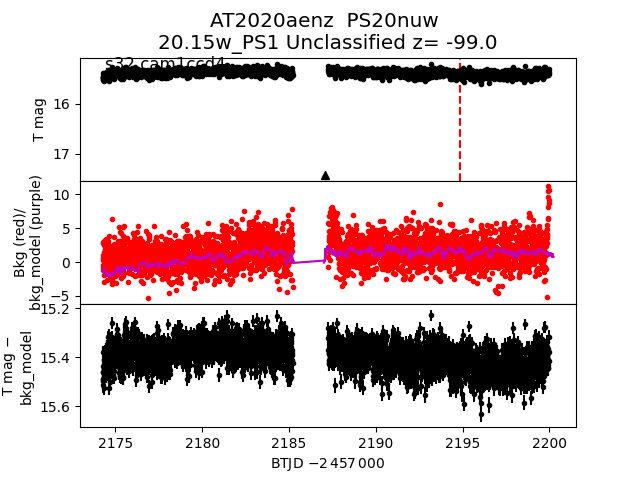 AT2020aenz  PS20nuw
20.15w_PS1 Unclassified z= -99.0
s32 cam1ccd4
16
17
T mag
10
5
0
−5
Bkg (red)/
bkg_model (purple)
15.2
15.4
15.6
T mag −
bkg_model
2175
2180
2185
2190
2195
2200
BTJD −2 457 000